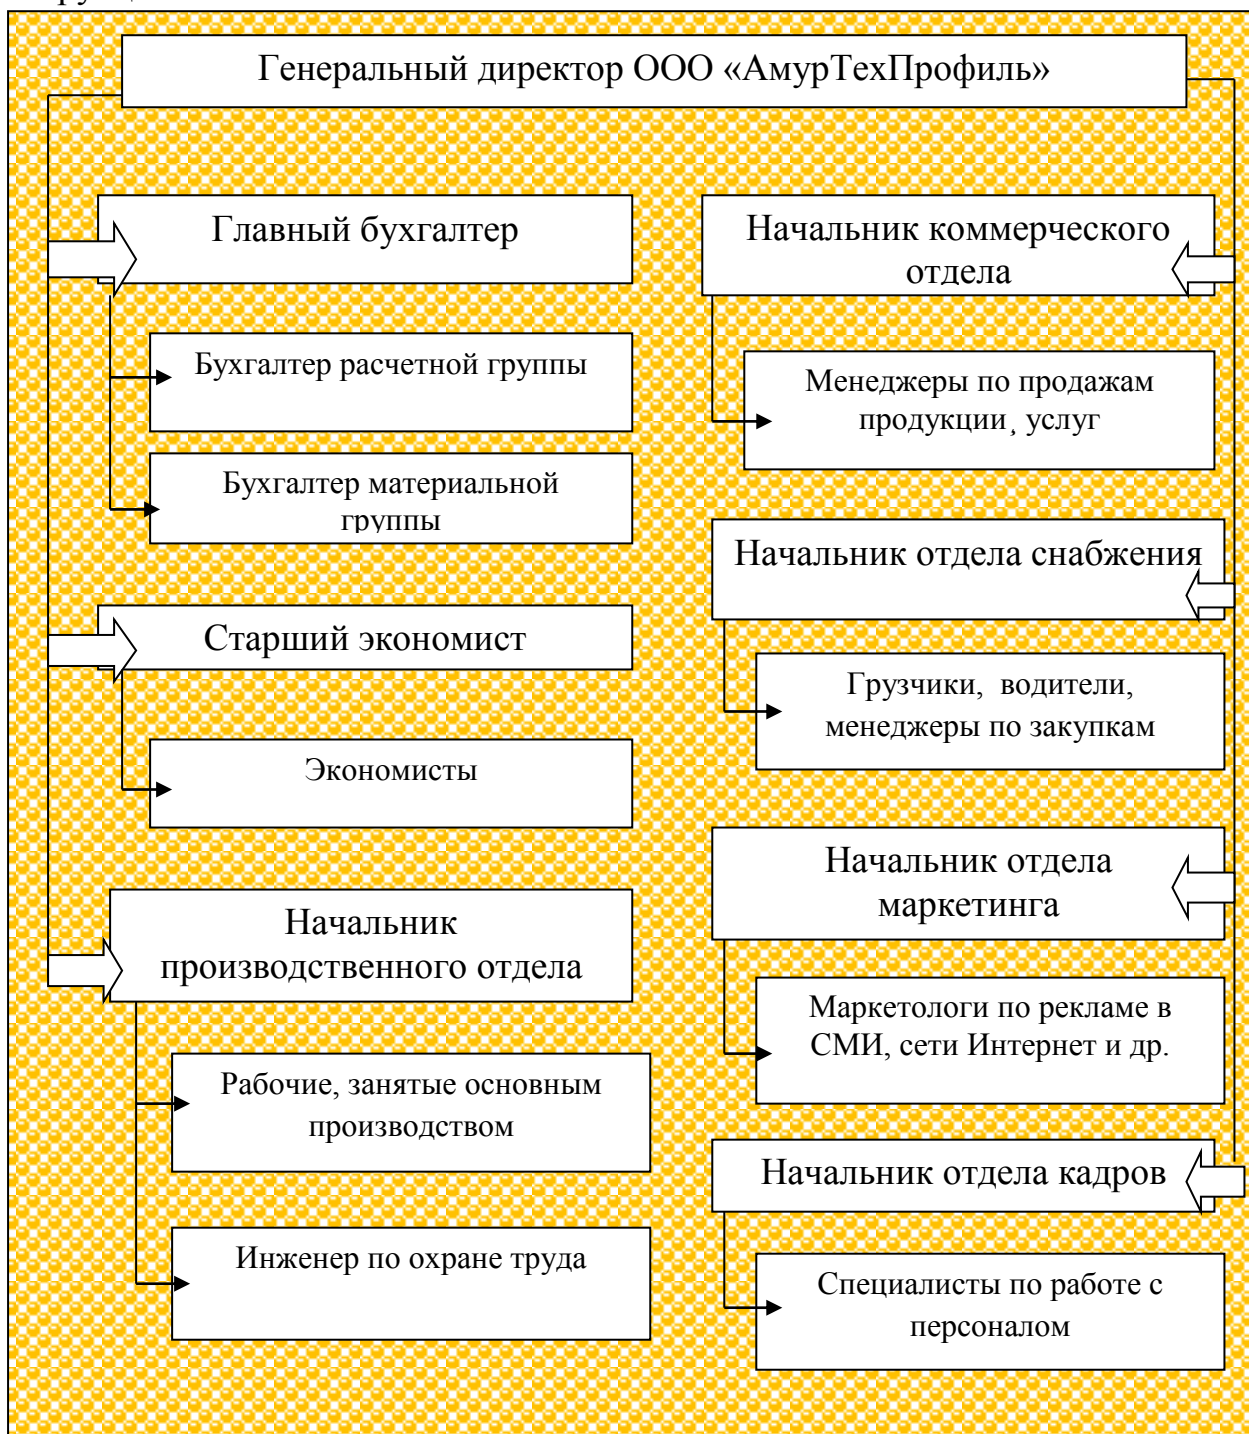 Генеральный директор ООО «АмурТехПрофиль»
Главный бухгалтер
Бухгалтер расчетной группы
Бухгалтер материальной
группы
Старший экономист
Экономисты
Начальник
производственного отдела
Рабочие, занятые основным
производством
Инженер по охране труда
Начальник коммерческого
отдела
Менеджеры по продажам
продукции, услуг
Начальник отдела снабжения
Грузчики, водители,
менеджеры по закупкам
Начальник отдела
маркетинга
Маркетологи по рекламе в
СМИ, сети Интернет и др.
Начальник отдела кадров
Специалисты по работе с
персоналом